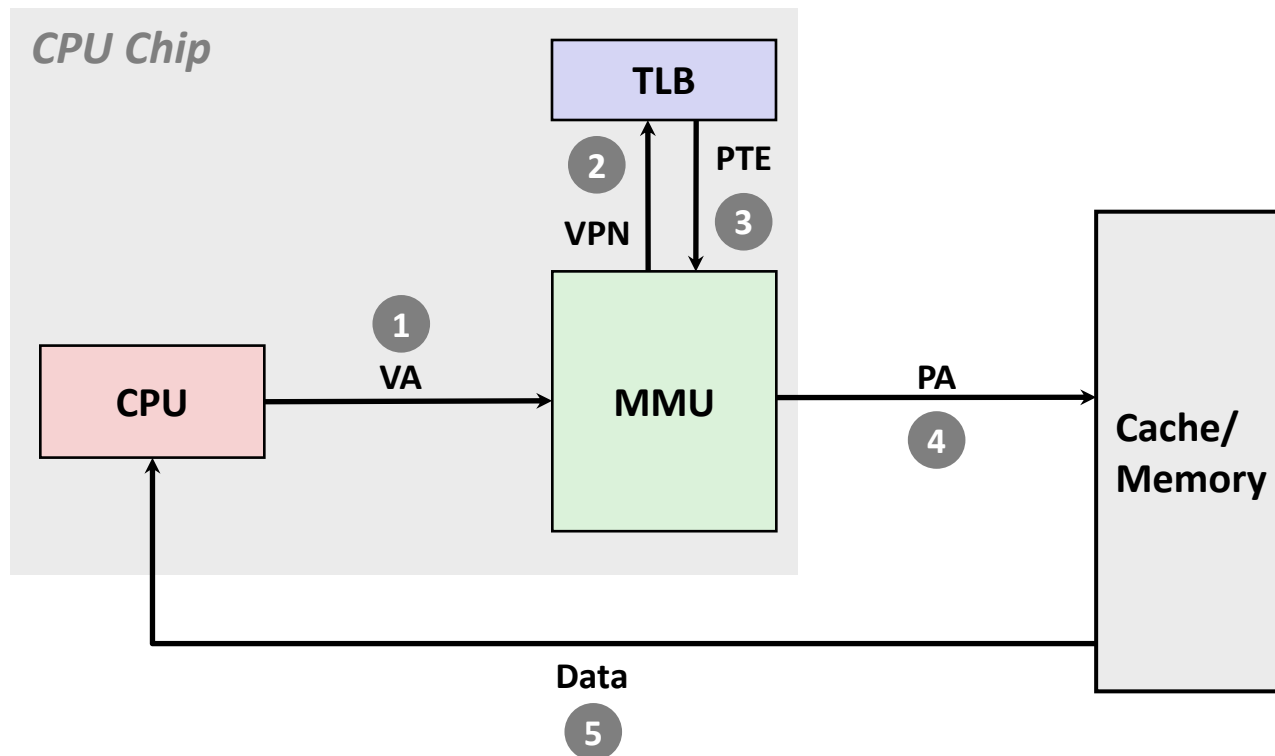 CPU Chip
TLB
2
PTE
VPN
3
1
VA
CPU
MMU
PA
4
Cache/
Memory
Data
5